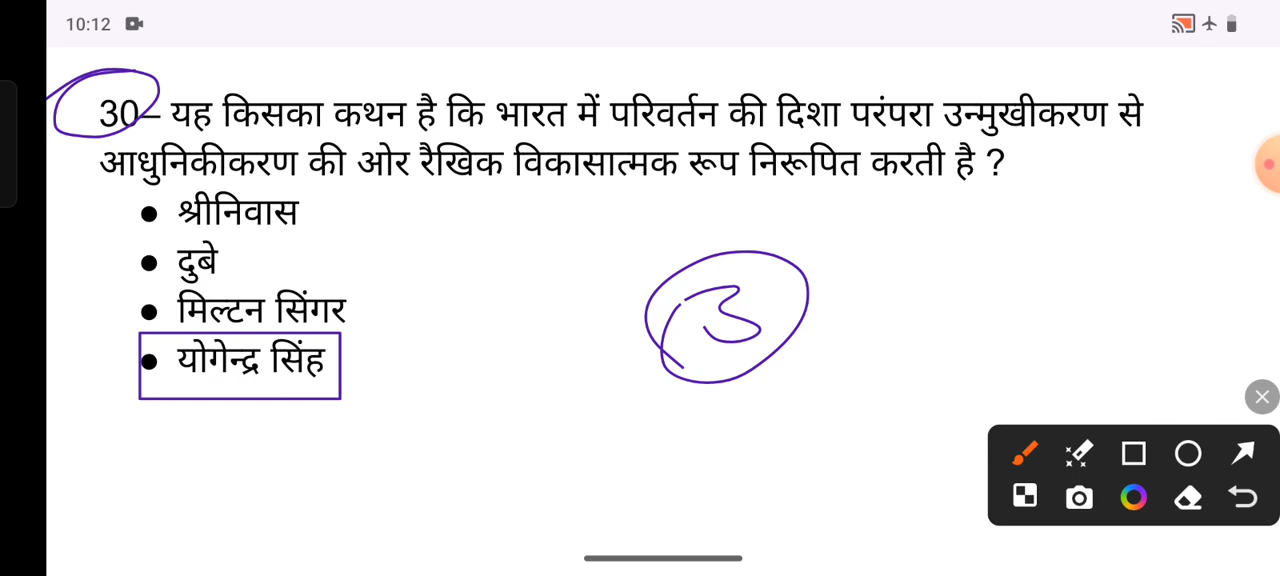 10:12
30– यह किसका कथन है कि भारत में परिवर्तन की दिशा परंपरा उन्मुखीकरण से
आधुनिकीकरण की ओर रैखिक विकासात्मक रूप निरूपित करती है ?
● श्रीनिवास
● दुबे
● मिल्टन सिंगर
● योगेन्द्र सिंह